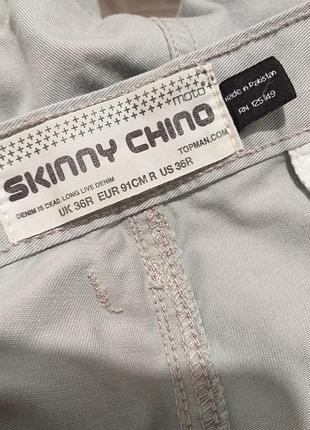 moto
SKINNY CHINO
DENIM IS DEAD LONG LIVE DENIM TOPMAN.COM
UK 36R EUR 91CM R US 36R
Made in Pakistan
RN 125149